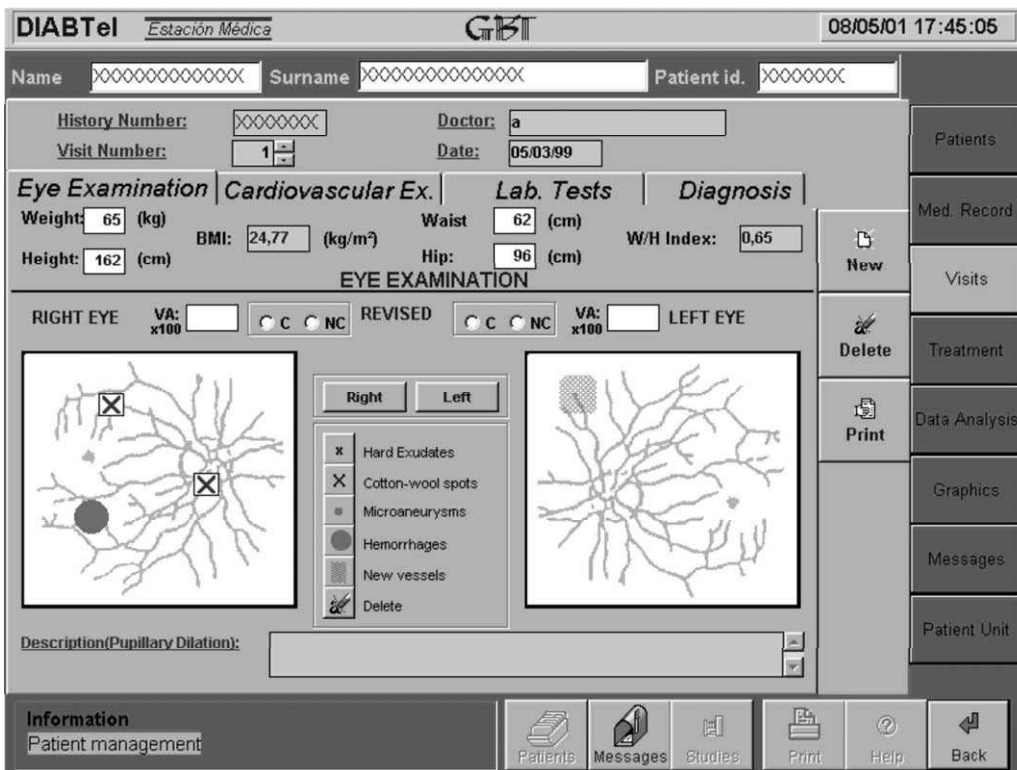 DIABTel Estación Médica GBT 08/05/01 17:45:05
Name XXXXXXXXXXXXX Surname XXXXXXXXXXXXXX Patient id. XXXXXXX
History Number: XXXXXXX Doctor: a
Visit Number: 1 Date: 05/03/99
Eye Examination Cardiovascular Ex. Lab. Tests Diagnosis
Weight: 65 (kg) BMI: 24,77 (kg/m²) Waist 62 (cm) W/H Index: 0,65
Height: 162 (cm) Hip: 96 (cm)
EYE EXAMINATION
RIGHT EYE VA: x100 C NC REVISED C NC VA: x100 LEFT EYE
Right Left
Hard Exudates
Cotton-wool spots
Microaneurysms
Hemorrhages
New vessels
Delete
Description(Pupillary Dilation):
New
Delete
Print
Patients
Med. Record
Visits
Treatment
Data Analysis
Graphics
Messages
Patient Unit
Information
Patient management
Patients Messages Studies Print Help Back